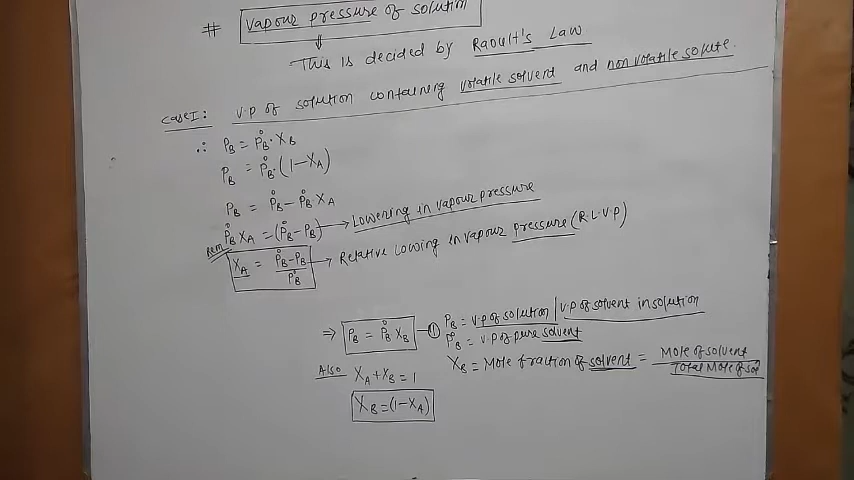 # vapour pressure of solution
⇓
This is decided by Raoult's Law
Case I: V.P of solution containing volatile solvent and non volatile solute.
∴ P_B = P°_B · X_B
P_B = P°_B · (1-X_A)
P_B = P°_B - P°_B · X_A
P°_B X_A = (P°_B - P_B) → Lowering in vapour pressure
Rem X_A = (P°_B - P_B)/P°_B → Relative Lowing in vapour pressure (R.L.V.P)
⇒ P_B = P°_B X_B —① P_B = V.P of solution / V.P of solvent in solution
P°_B = V.P of pure solvent
X_B = Mole fraction of solvent = Mole of solvent / Total Mole of sol
Also X_A + X_B = 1
X_B = (1-X_A)